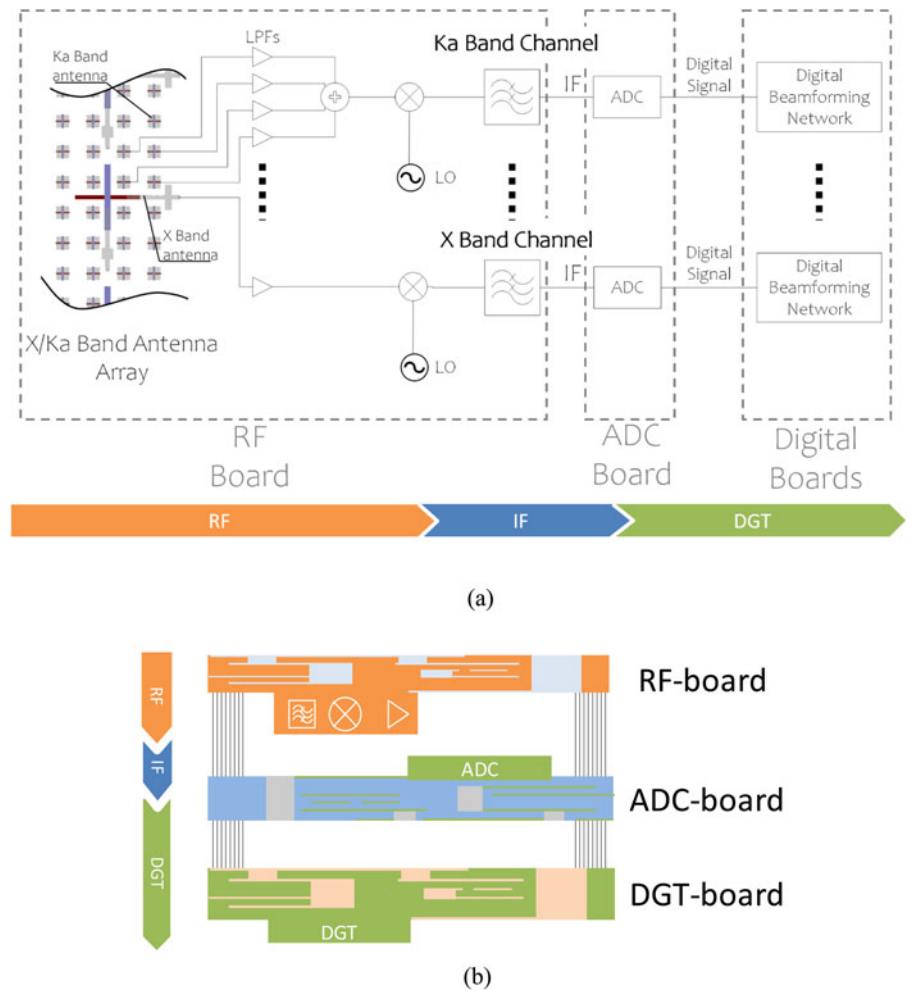 LPFs
Ka Band Channel
Ka Band
antenna
IF
ADC
Digital
Signal
Digital
Beamforming
Network
LO
X Band
antenna
X Band Channel
IF
ADC
Digital
Signal
Digital
Beamforming
Network
LO
X/Ka Band Antenna
Array
RF
Board
ADC
Board
Digital
Boards
RF
IF
DGT
(a)
RF
IF
DGT
RF-board
ADC
ADC-board
DGT-board
DGT
(b)